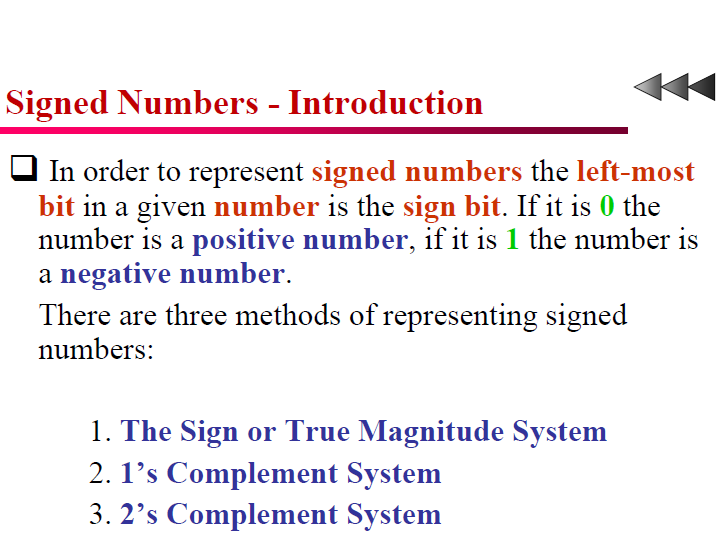 Signed Numbers - Introduction
In order to represent signed numbers the left-most
bit in a given number is the sign bit. If it is 0 the
number is a positive number, if it is 1 the number is
a negative number.
There are three methods of representing signed
numbers:
1. The Sign or True Magnitude System
2. 1’s Complement System
3. 2’s Complement System